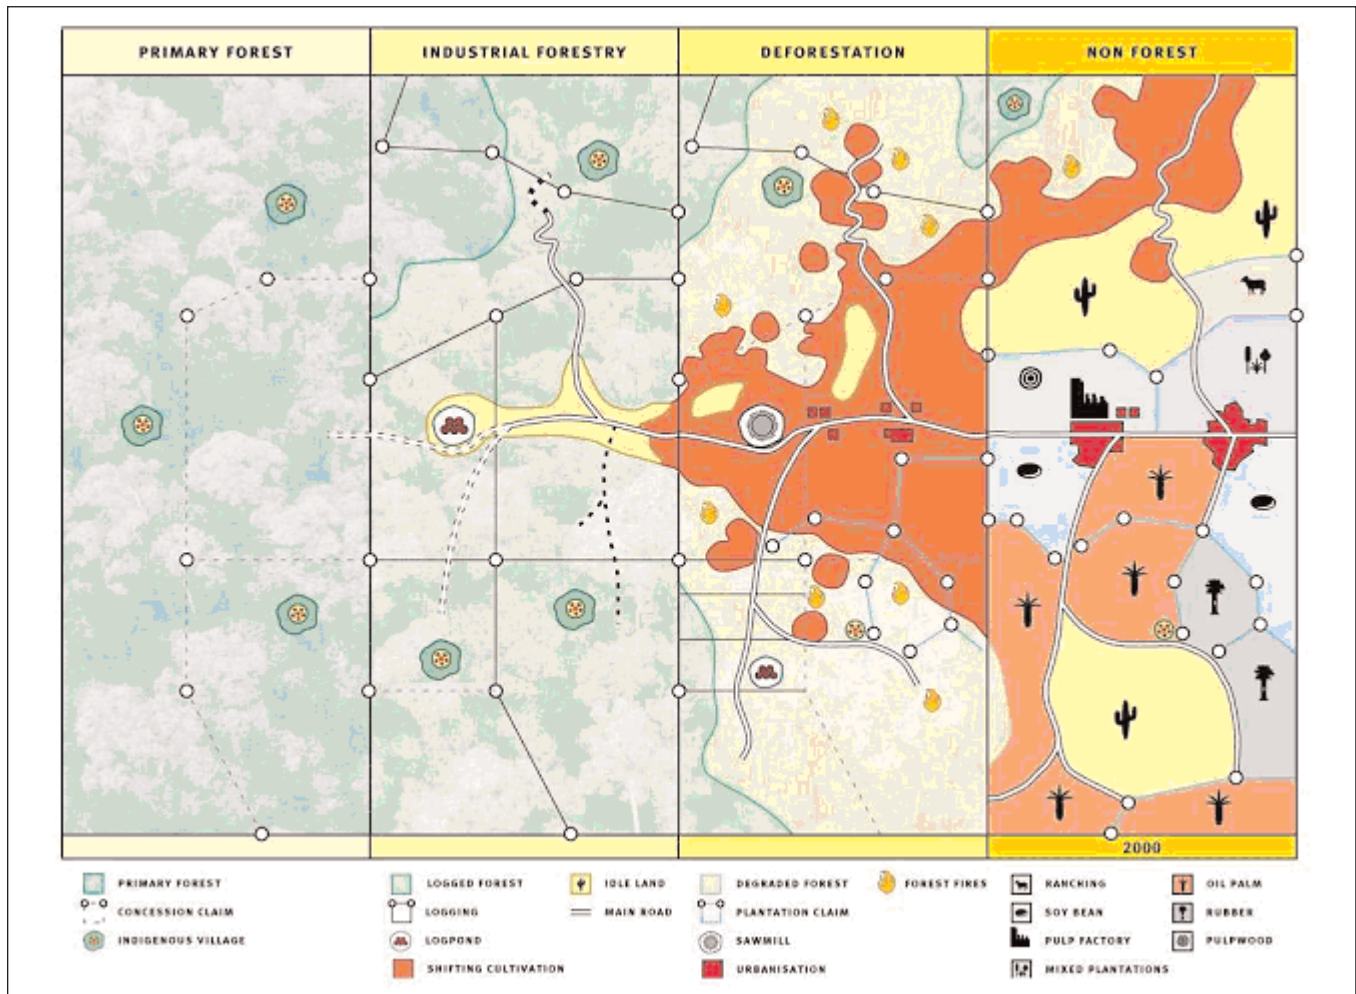 PRIMARY FOREST
INDUSTRIAL FORESTRY
DEFORESTATION
NON FOREST
2000
PRIMARY FOREST
CONCESSION CLAIM
INDIGENOUS VILLAGE
LOGGED FOREST
LOGGING
LOGPOND
SHIFTING CULTIVATION
IDLE LAND
MAIN ROAD
DEGRADED FOREST
PLANTATION CLAIM
SAWMILL
URBANISATION
FOREST FIRES
RANCHING
SOY BEAN
PULP FACTORY
MIXED PLANTATIONS
OIL PALM
RUBBER
PULPWOOD